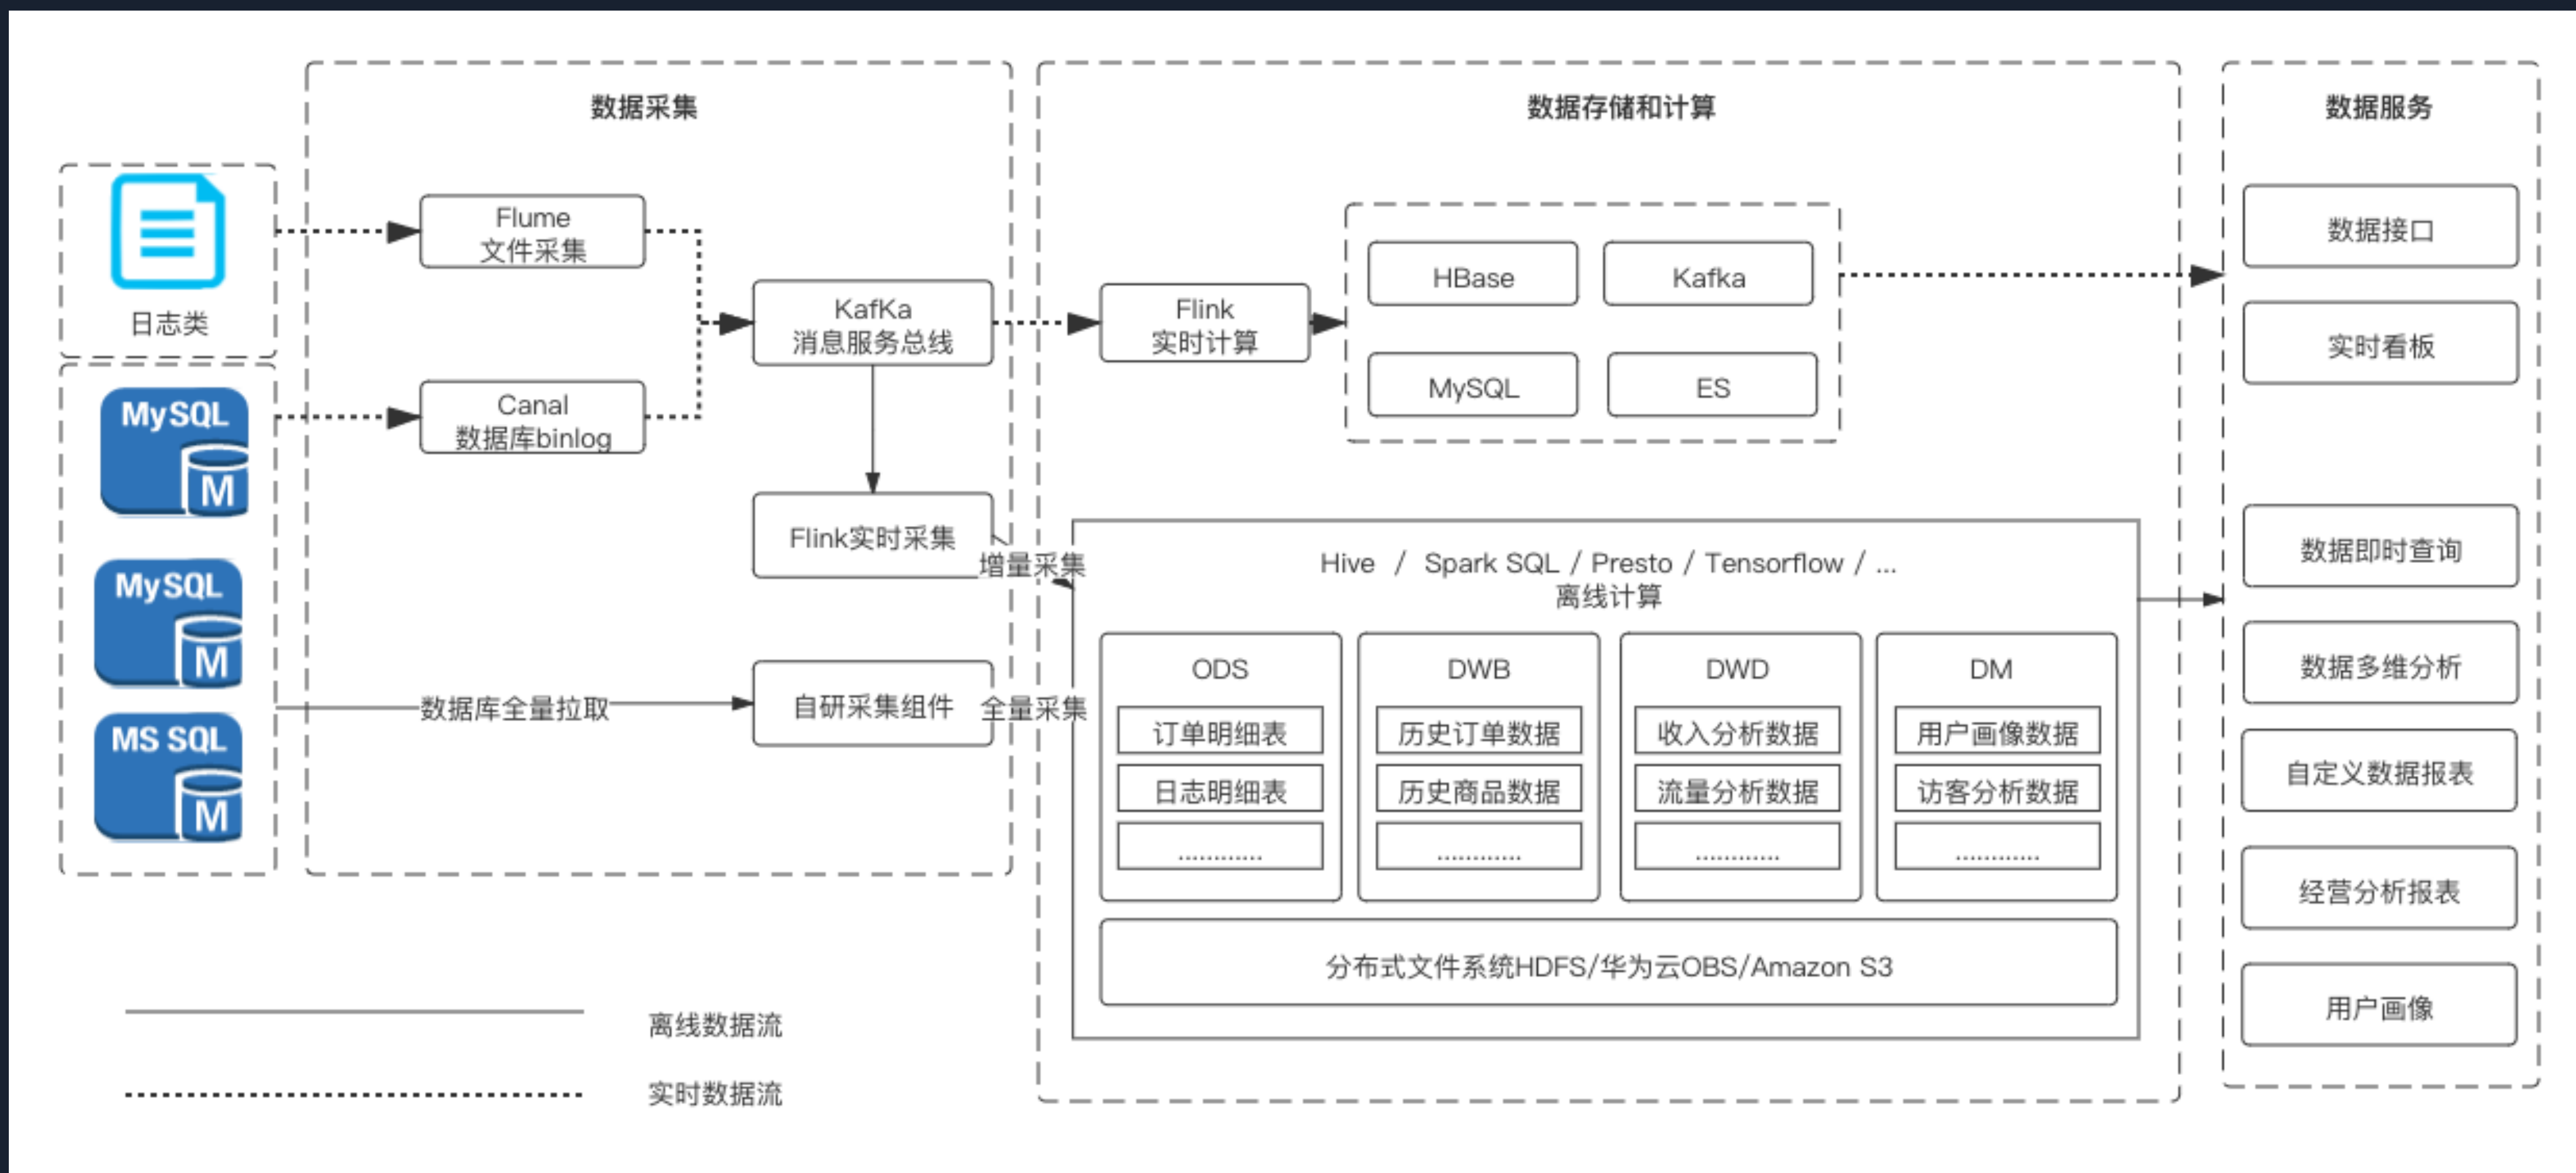 数据采集
数据存储和计算
数据服务
日志类
MySQL
M
MySQL
M
MS SQL
M
Flume
文件采集
Canal
数据库binlog
KafKa
消息服务总线
Flink实时采集
数据库全量拉取
自研采集组件
增量采集
全量采集
Flink
实时计算
HBase
Kafka
MySQL
ES
Hive / Spark SQL / Presto / Tensorflow / ...
离线计算
ODS
订单明细表
日志明细表
............
DWB
历史订单数据
历史商品数据
............
DWD
收入分析数据
流量分析数据
............
DM
用户画像数据
访客分析数据
............
分布式文件系统HDFS/华为云OBS/Amazon S3
数据接口
实时看板
数据即时查询
数据多维分析
自定义数据报表
经营分析报表
用户画像
离线数据流
实时数据流